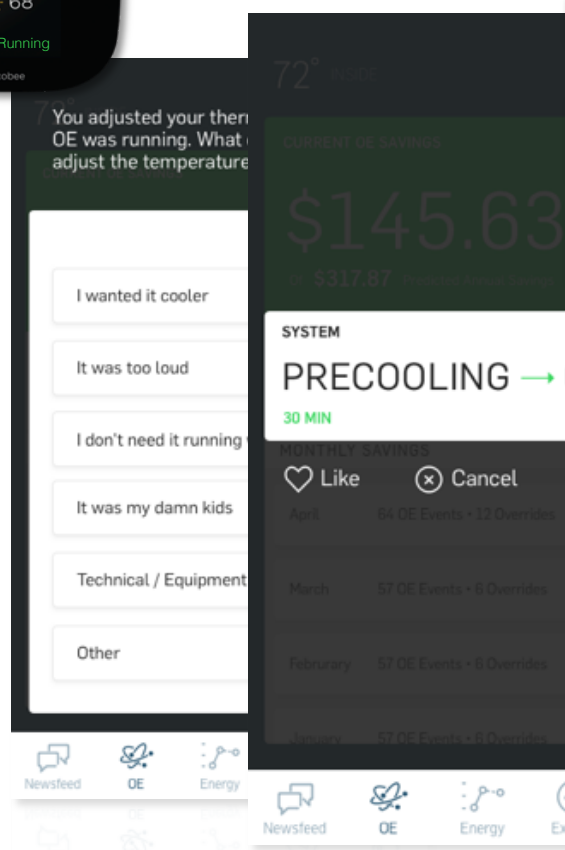 68
Running
You adjusted your
OE was running. What
adjust the temperature
I wanted it cooler
It was too loud
I don't need it running
It was my damn kids
Technical / Equipment
Other
Newsfeed
OE
Energy
72° INSIDE
CURRENT OE SAVINGS
$145.63
$317.87 Predicted Annual Savings
SYSTEM
PRECOOLING →
30 MIN
MONTHLY SAVINGS
Like
Cancel
April 64 OE Events • 12 Overrides
March 57 OE Events • 6 Overrides
Februrary 57 OE Events • 6 Overrides
January 57 OE Events • 6 Overrides
Newsfeed
OE
Energy